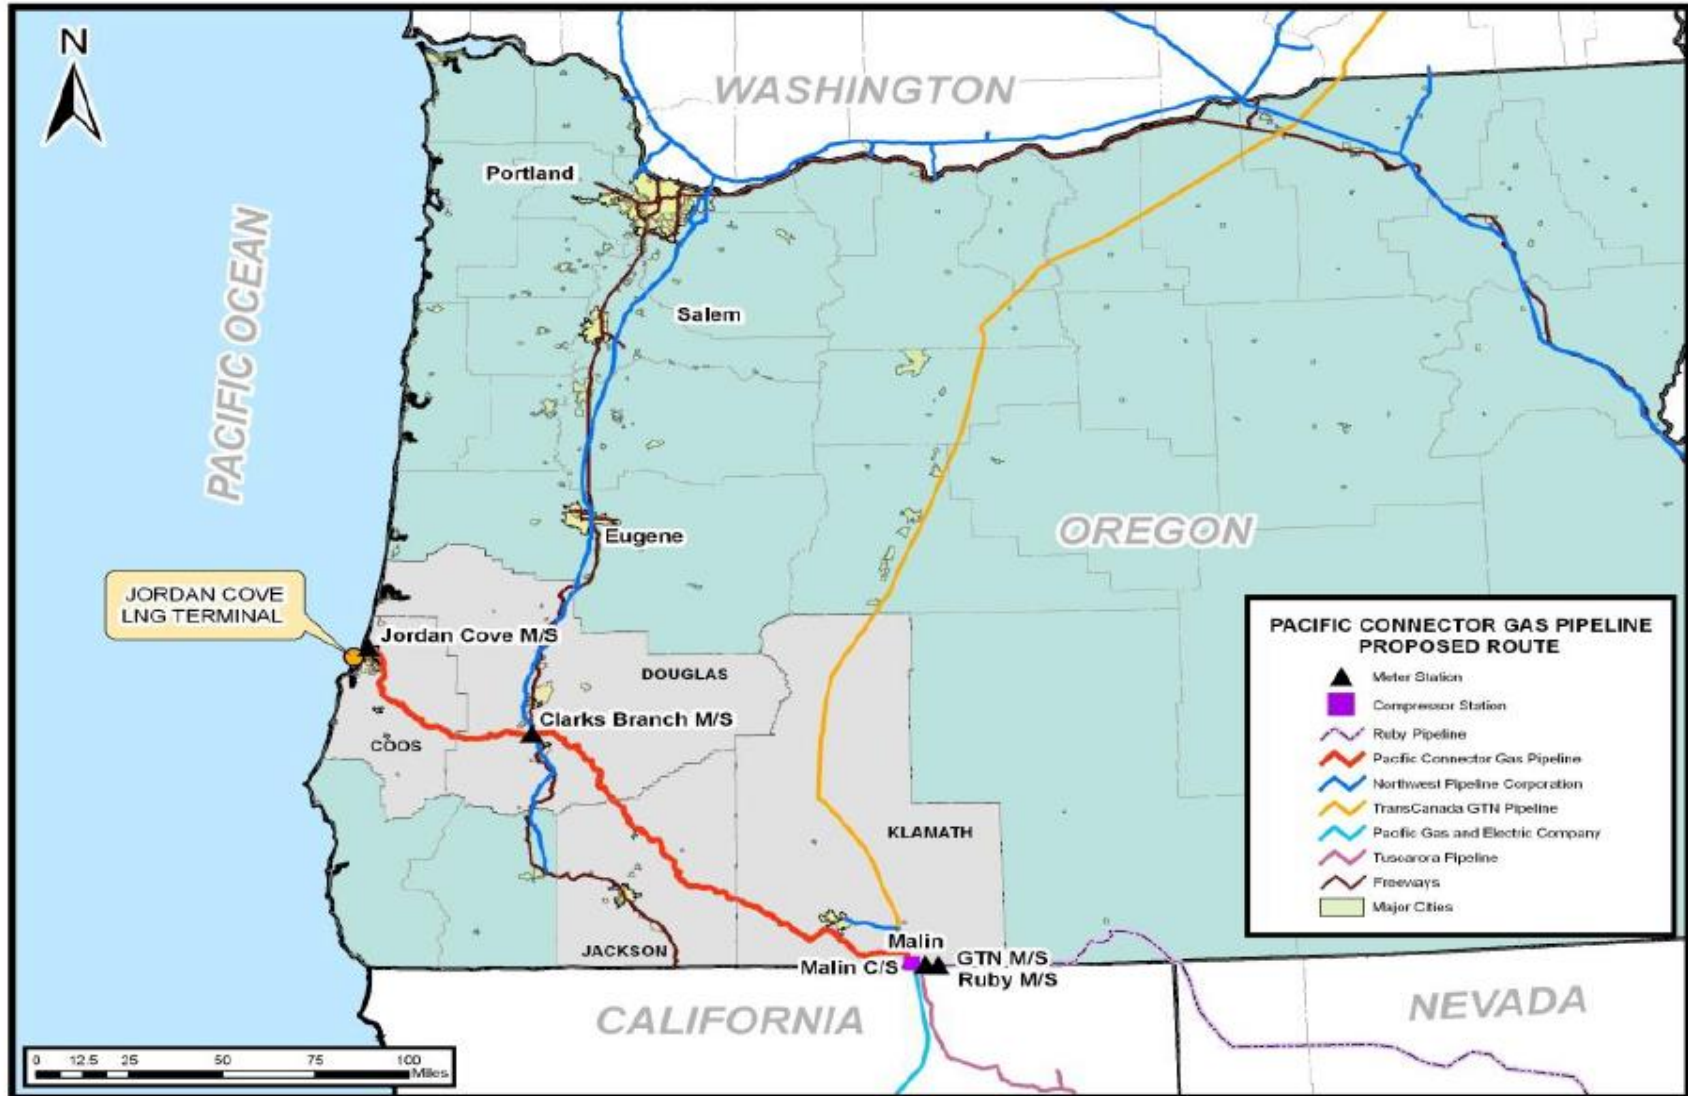 N
WASHINGTON
Portland
PACIFIC OCEAN
Salem
Eugene
OREGON
JORDAN COVE
LNG TERMINAL
Jordan Cove M/S
DOUGLAS
Clarks Branch M/S
COOS
KLAMATH
JACKSON
Malin
Malin C/S
GTN M/S
Ruby M/S
CALIFORNIA
NEVADA
PACIFIC CONNECTOR GAS PIPELINE
PROPOSED ROUTE
Meter Station
Compressor Station
Ruby Pipeline
Pacific Connector Gas Pipeline
Northwest Pipeline Corporation
TransCanada GTN Pipeline
Pacific Gas and Electric Company
Tuscarora Pipeline
Freeways
Major Cities
0 12.5 25 50 75 100
Miles